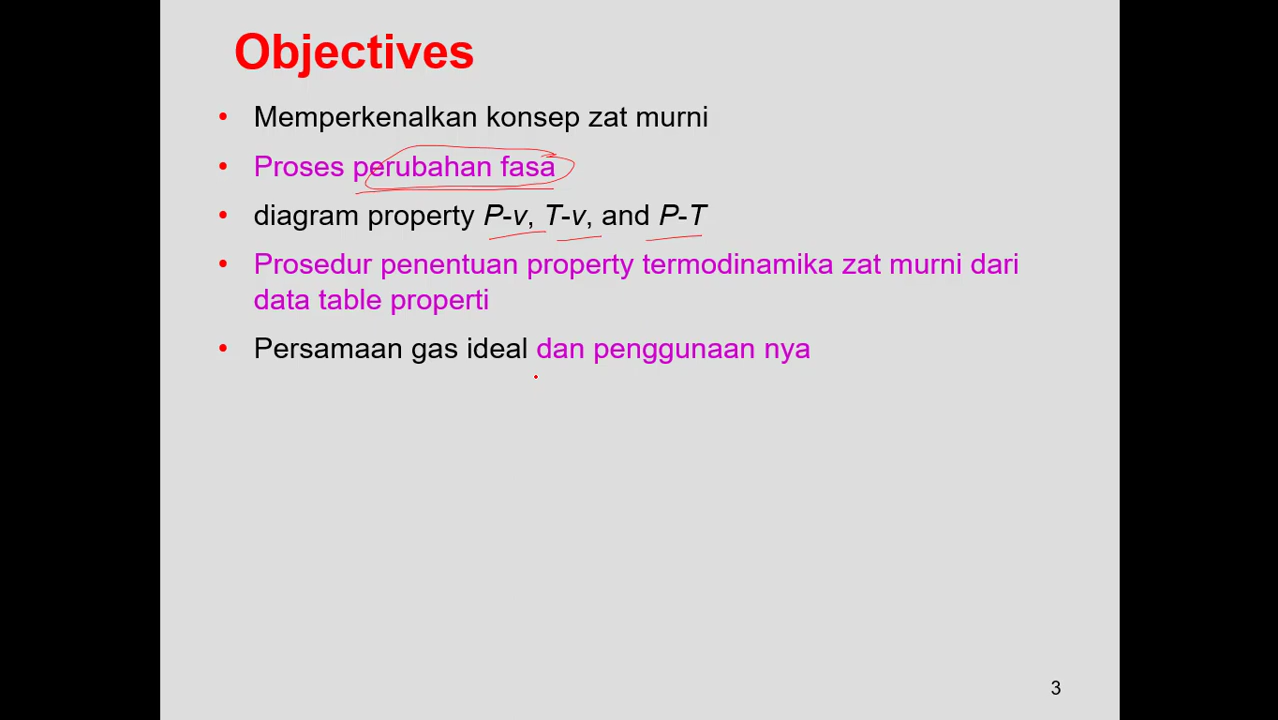 Objectives
• Memperkenalkan konsep zat murni
• Proses perubahan fasa
• diagram property P-v, T-v, and P-T
• Prosedur penentuan property termodinamika zat murni dari
data table properti
• Persamaan gas ideal dan penggunaan nya
3